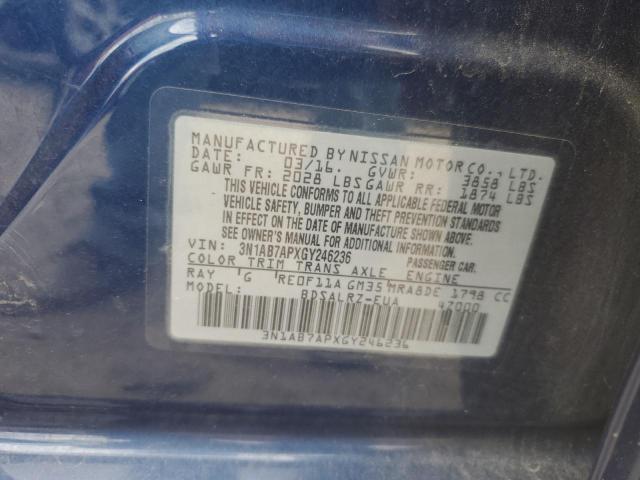 MANUFACTURED BY NISSAN MOTOR CO., LTD.
DATE: 03/16. GVWR: 3858 LBS
GAWR FR: 2028 LBS GAWR RR: 1874 LBS
THIS VEHICLE CONFORMS TO ALL APPLICABLE FEDERAL MOTOR
VEHICLE SAFETY, BUMPER AND THEFT PREVENTION STANDARDS
IN EFFECT ON THE DATE OF MANUFACTURE SHOWN ABOVE.
SEE OWNER'S MANUAL FOR ADDITIONAL INFORMATION.
VIN: 3N1AB7APXGY246236 PASSENGER CAR.
COLOR TRIM TRANS AXLE ENGINE
RAY G RE0F11A GM35 MRA8DE 1798 CC
MODEL: BDSALRZ-EUA 47000
3N1AB7APXGY246236